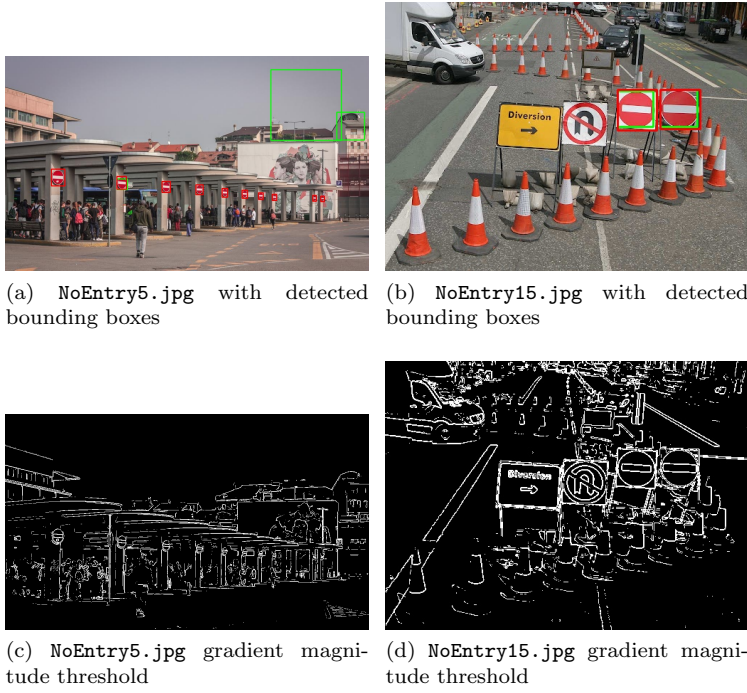 Diversion
(a) NoEntry5.jpg with detected
bounding boxes
(b) NoEntry15.jpg with detected
bounding boxes
Diversion
(c) NoEntry5.jpg gradient magni-
tude threshold
(d) NoEntry15.jpg gradient magni-
tude threshold